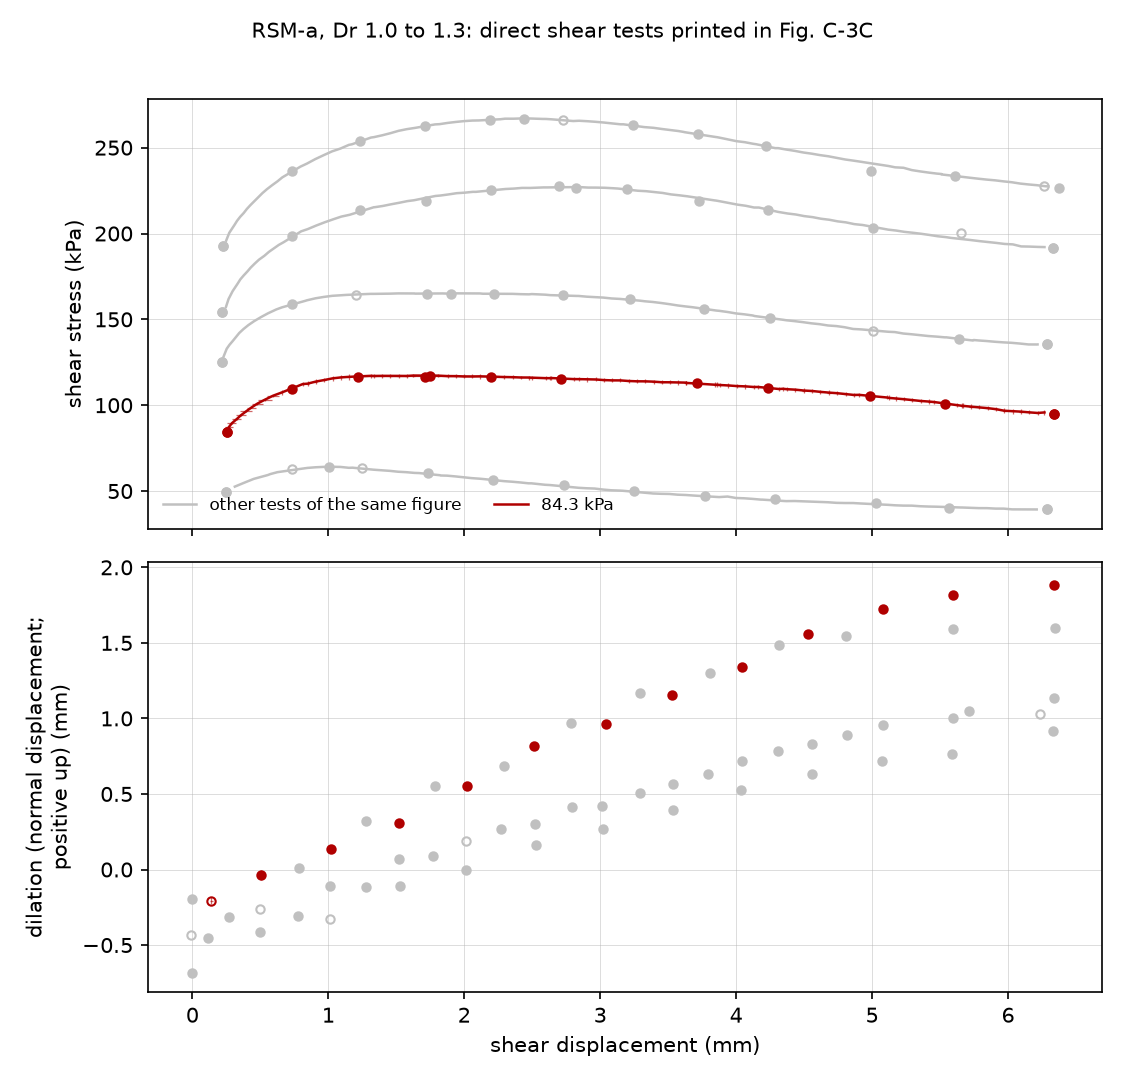 RSM-a, Dr 1.0 to 1.3: direct shear tests printed in Fig. C-3C
250
200
150
100
50
shear stress (kPa)
other tests of the same figure
84.3 kPa
2.0
1.5
1.0
0.5
0.0
−0.5
dilation (normal displacement;
positive up) (mm)
0 1 2 3 4 5 6
shear displacement (mm)